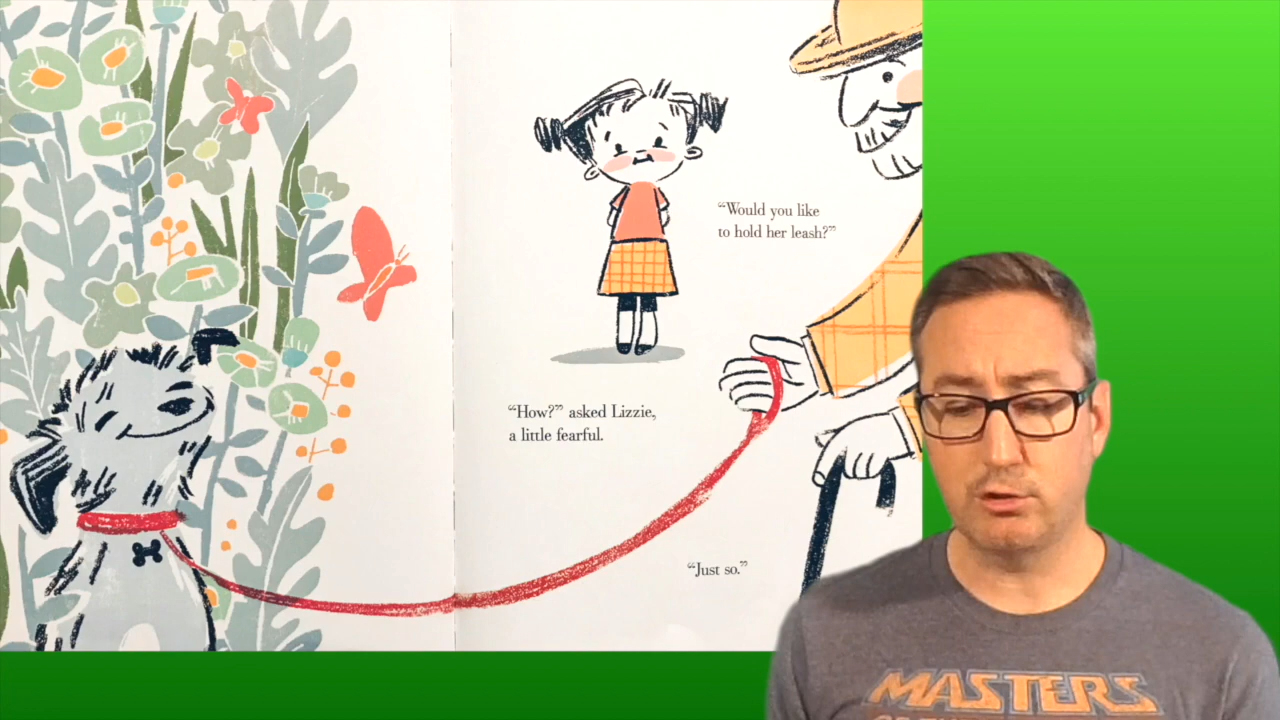 “Would you like
to hold her leash?”
“How?” asked Lizzie,
a little fearful.
“Just so.”
MASTERS